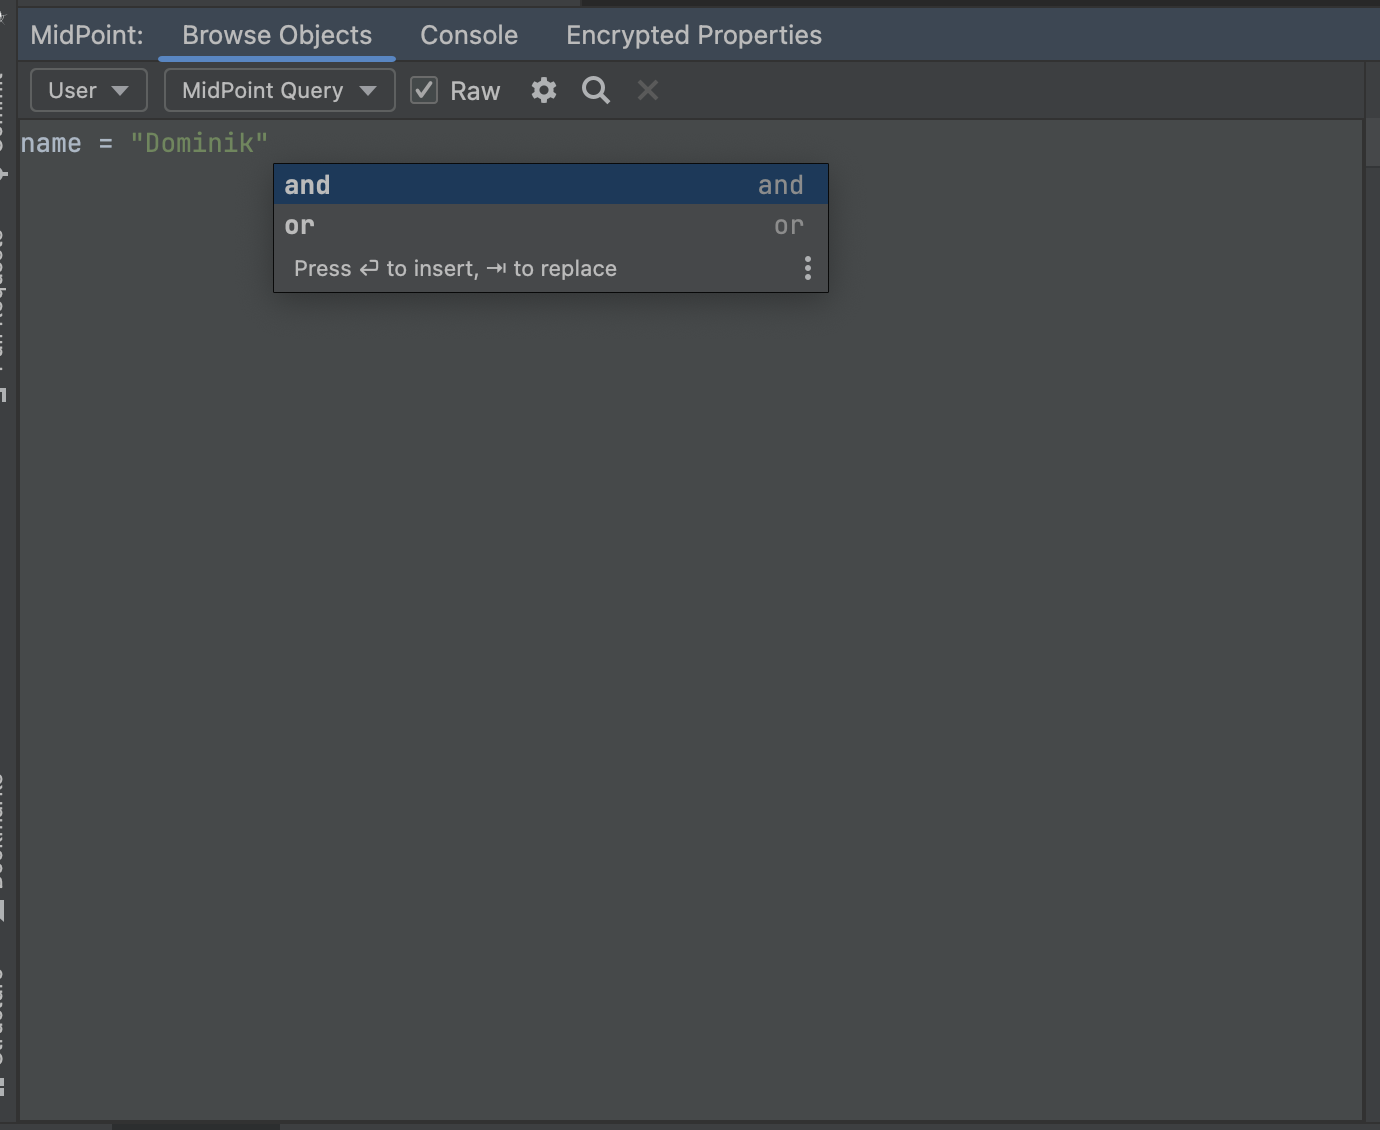 MidPoint: Browse Objects Console Encrypted Properties
User MidPoint Query Raw
name = "Dominik"
and and
or or
Press ⏎ to insert, ⇥ to replace